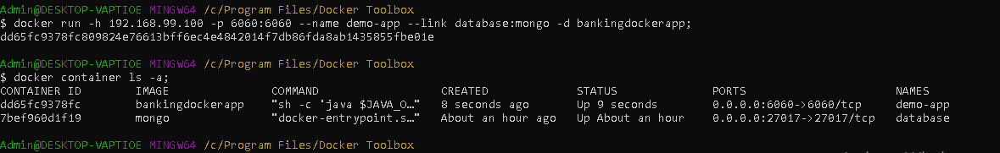 Admin@DESKTOP-VAPTIOE MINGW64 /c/Program Files/Docker Toolbox
$ docker run -h 192.168.99.100 -p 6060:6060 --name demo-app --link database:mongo -d bankingdockerapp;
dd65fc9378fc809824e76613bff6ec4e4842014f7db86fda8ab1435855fbe01e
Admin@DESKTOP-VAPTIOE MINGW64 /c/Program Files/Docker Toolbox
$ docker container ls -a;
CONTAINER ID IMAGE COMMAND CREATED STATUS PORTS NAMES
dd65fc9378fc bankingdockerapp "sh -c 'java $JAVA_O…" 8 seconds ago Up 9 seconds 0.0.0.0:6060->6060/tcp demo-app
7bef960d1f19 mongo "docker-entrypoint.s…" About an hour ago Up About an hour 0.0.0.0:27017->27017/tcp database
Admin@DESKTOP-VAPTIOE MINGW64 /c/Program Files/Docker Toolbox